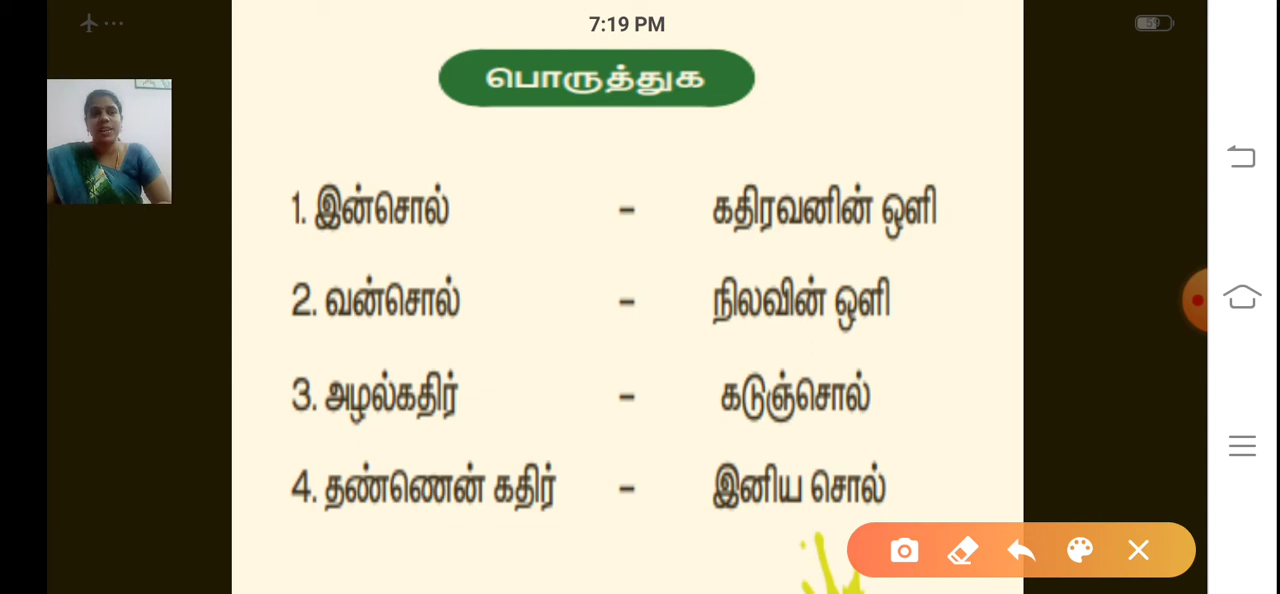 7:19 PM
59
பொருத்துக
1. இன்சொல் - கதிரவனின் ஒளி
2. வன்சொல் - நிலவின் ஒளி
3. அழல்கதிர் - கடுஞ்சொல்
4. தண்ணென் கதிர் - இனிய சொல்